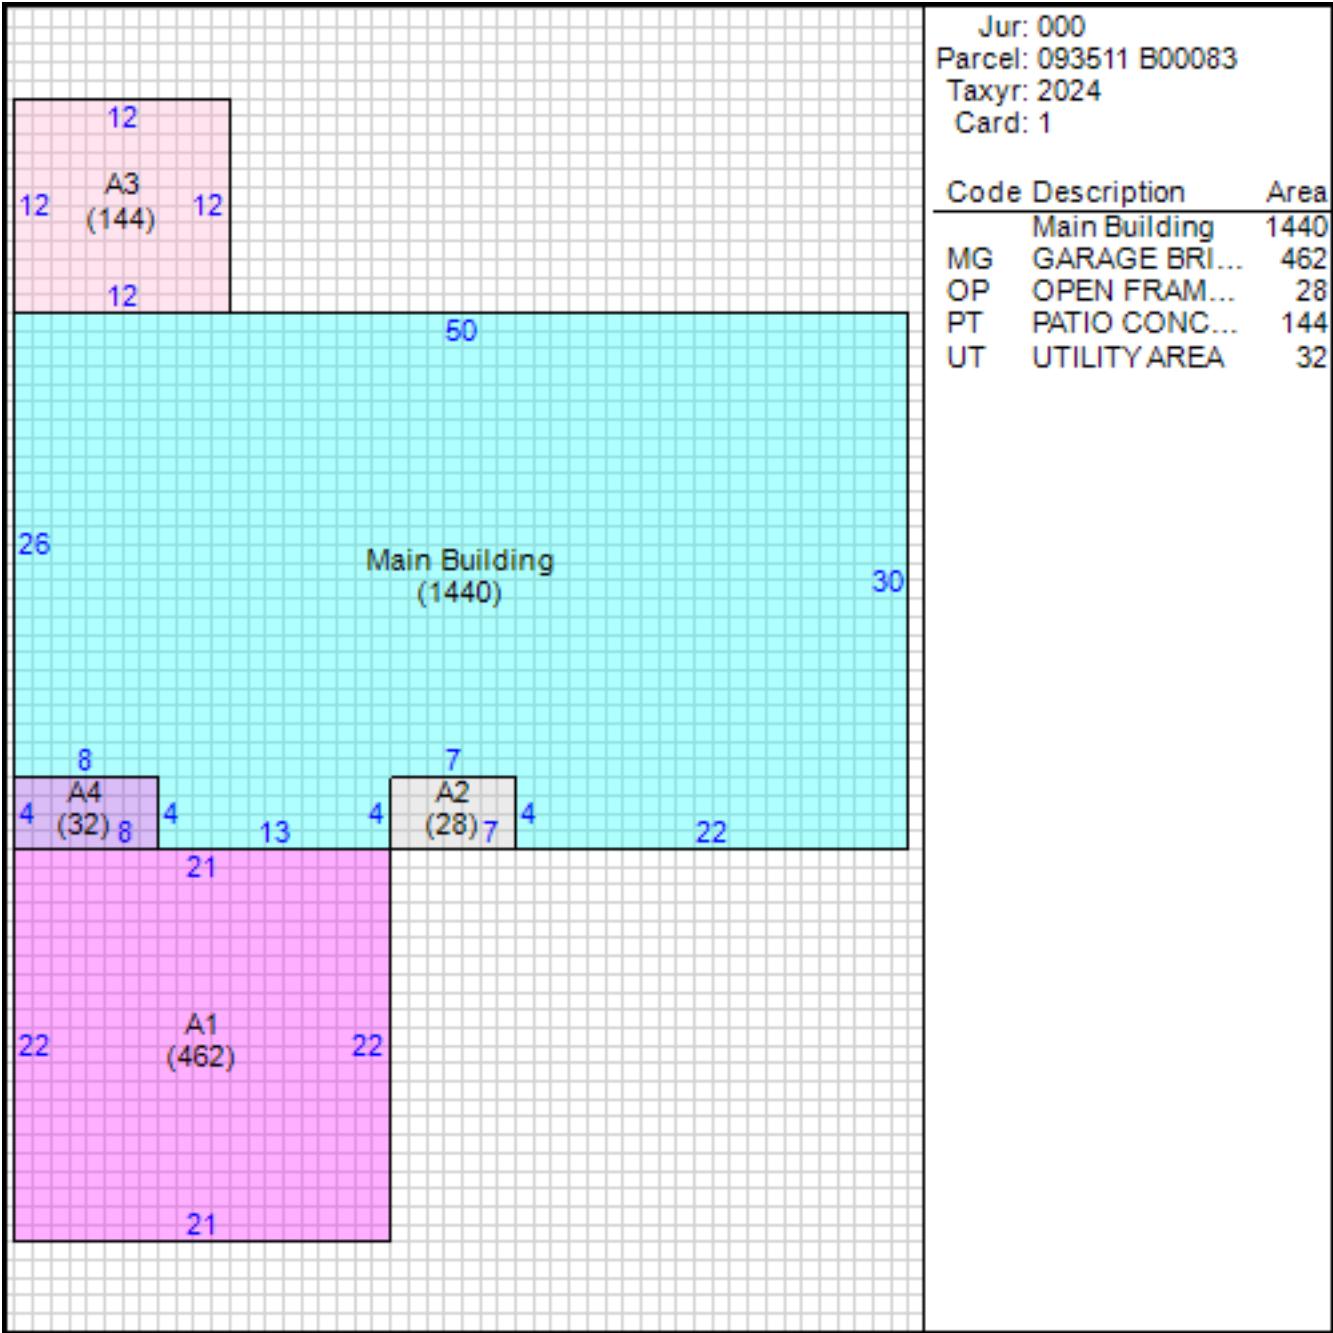 Jur: 000
Parcel: 093511 B00083
Taxyr: 2024
Card: 1
Code Description Area
Main Building 1440
MG GARAGE BRI... 462
OP OPEN FRAM... 28
PT PATIO CONC... 144
UT UTILITY AREA 32
12
A3
12 12
(144)
12
50
26
Main Building
(1440)
30
8 7
A4 A2
4 (32) 8 4 13 4 (28) 7 4 22
21
A1
22 22
(462)
21